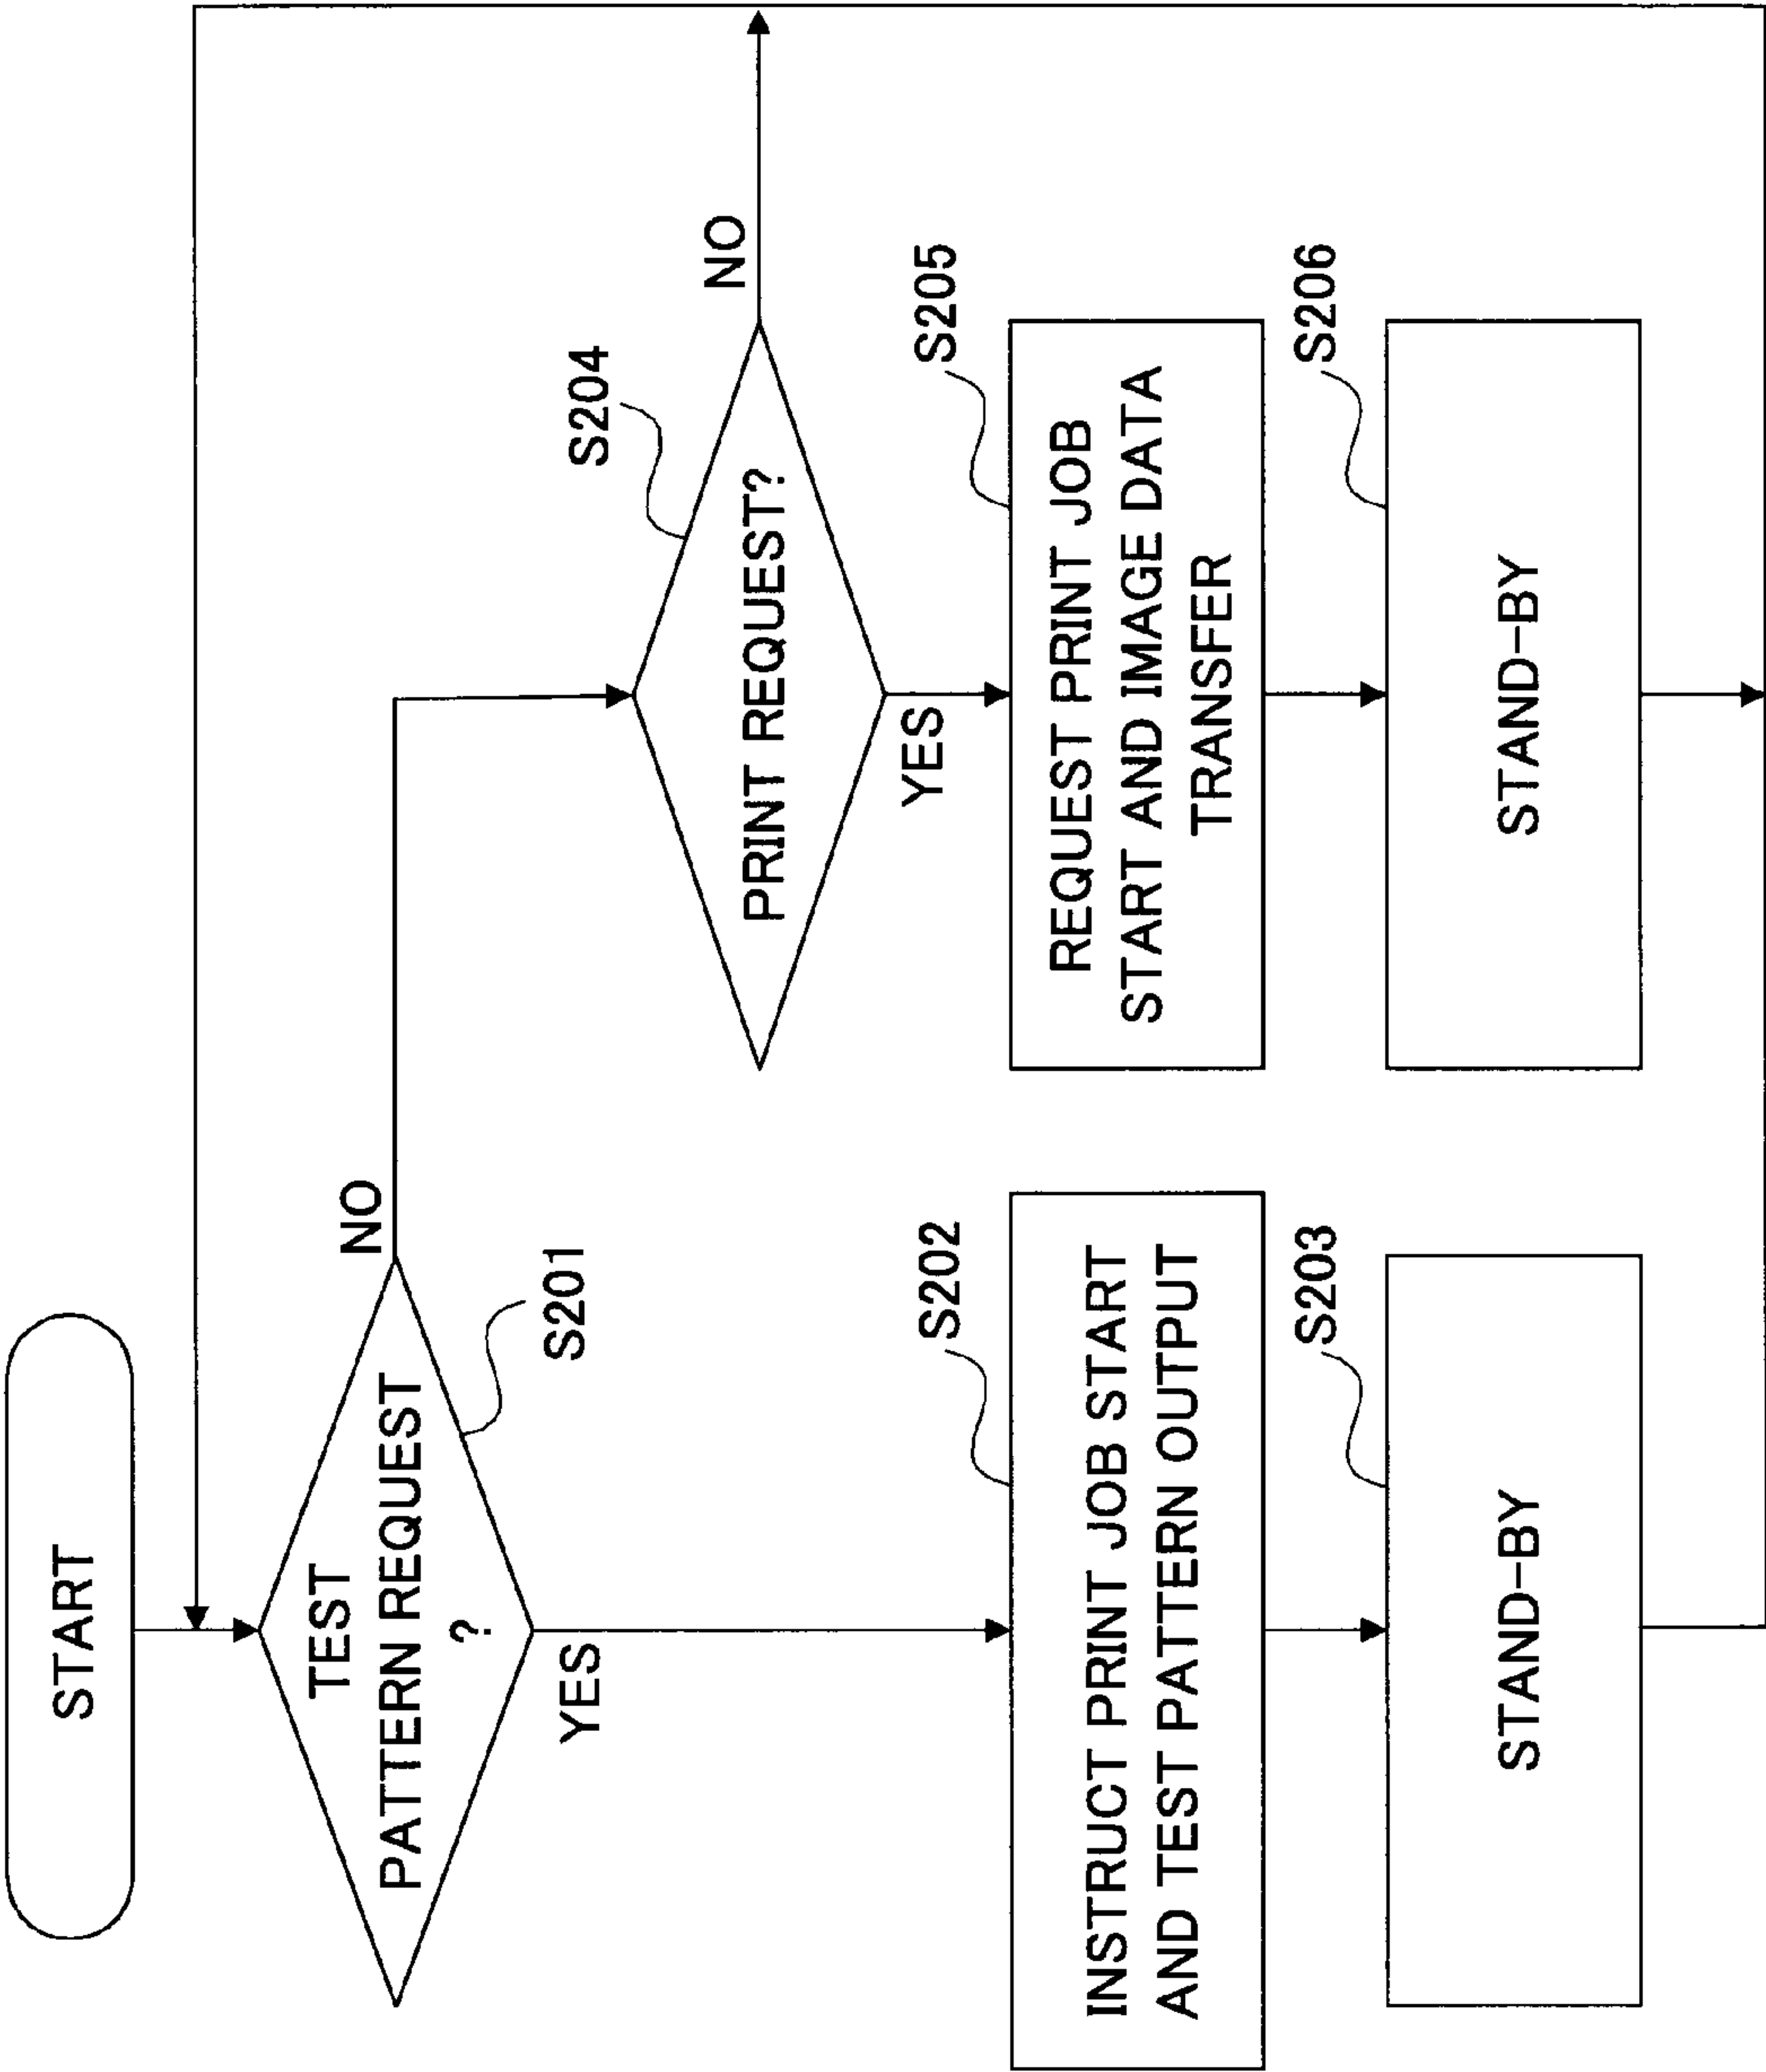 START
TEST
PATTERN REQUEST
?
NO
S201
YES
INSTRUCT PRINT JOB START
AND TEST PATTERN OUTPUT
S202
STAND-BY
S203
PRINT REQUEST?
S204
NO
YES
REQUEST PRINT JOB
START AND IMAGE DATA
TRANSFER
S205
STAND-BY
S206